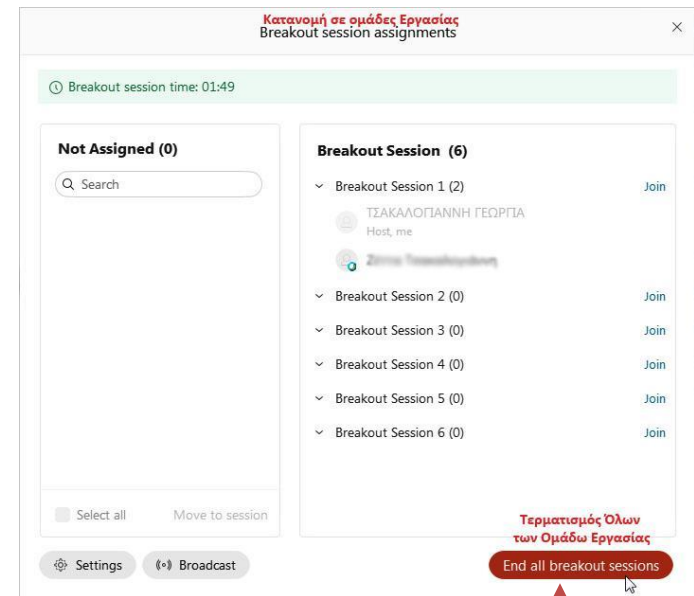 Κατανομή σε ομάδες Εργασίας
Breakout session assignments
Breakout session time: 01:49
Not Assigned (0)
Search
Select all
Move to session
Breakout Session (6)
Breakout Session 1 (2)
Join
ΤΣΑΚΑΛΟΓΙΑΝΝΗ ΓΕΩΡΓΙΑ
Host, me
Breakout Session 2 (0)
Join
Breakout Session 3 (0)
Join
Breakout Session 4 (0)
Join
Breakout Session 5 (0)
Join
Breakout Session 6 (0)
Join
Τερματισμός Όλων
των Ομάδω Εργασίας
Settings
Broadcast
End all breakout sessions